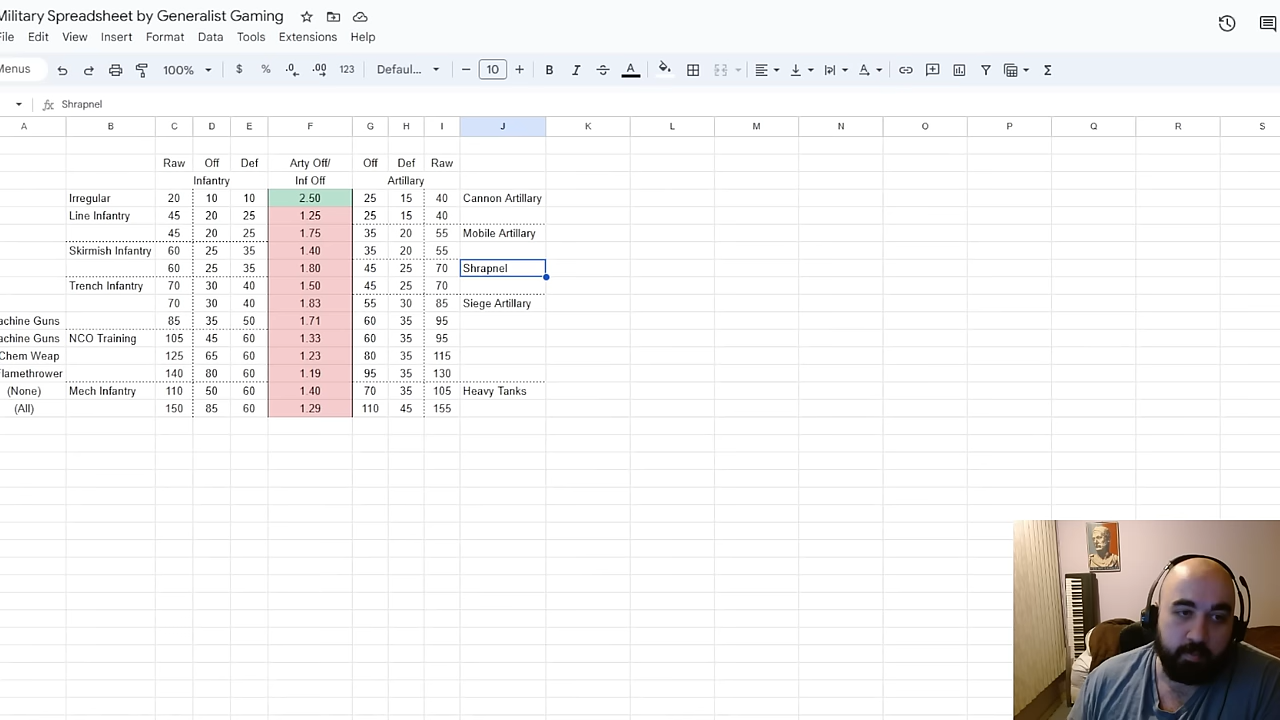 Military Spreadsheet by Generalist Gaming
File Edit View Insert Format Data Tools Extensions Help
Menus 100% $ % .0 .00 123 Defaul... 10 B I A
fx Shrapnel
A B C D E F G H I J K L M N O P Q R S
Raw Off Def Arty Off/ Off Def Raw
Infantry Inf Off Artillary
Irregular 20 10 10 2.50 25 15 40 Cannon Artillary
Line Infantry 45 20 25 1.25 25 15 40
45 20 25 1.75 35 20 55 Mobile Artillary
Skirmish Infantry 60 25 35 1.40 35 20 55
60 25 35 1.80 45 25 70 Shrapnel
Trench Infantry 70 30 40 1.50 45 25 70
70 30 40 1.83 55 30 85 Siege Artillary
achine Guns 85 35 50 1.71 60 35 95
achine Guns NCO Training 105 45 60 1.33 60 35 95
Chem Weap 125 65 60 1.23 80 35 115
Flamethrower 140 80 60 1.19 95 35 130
(None) Mech Infantry 110 50 60 1.40 70 35 105 Heavy Tanks
(All) 150 85 60 1.29 110 45 155